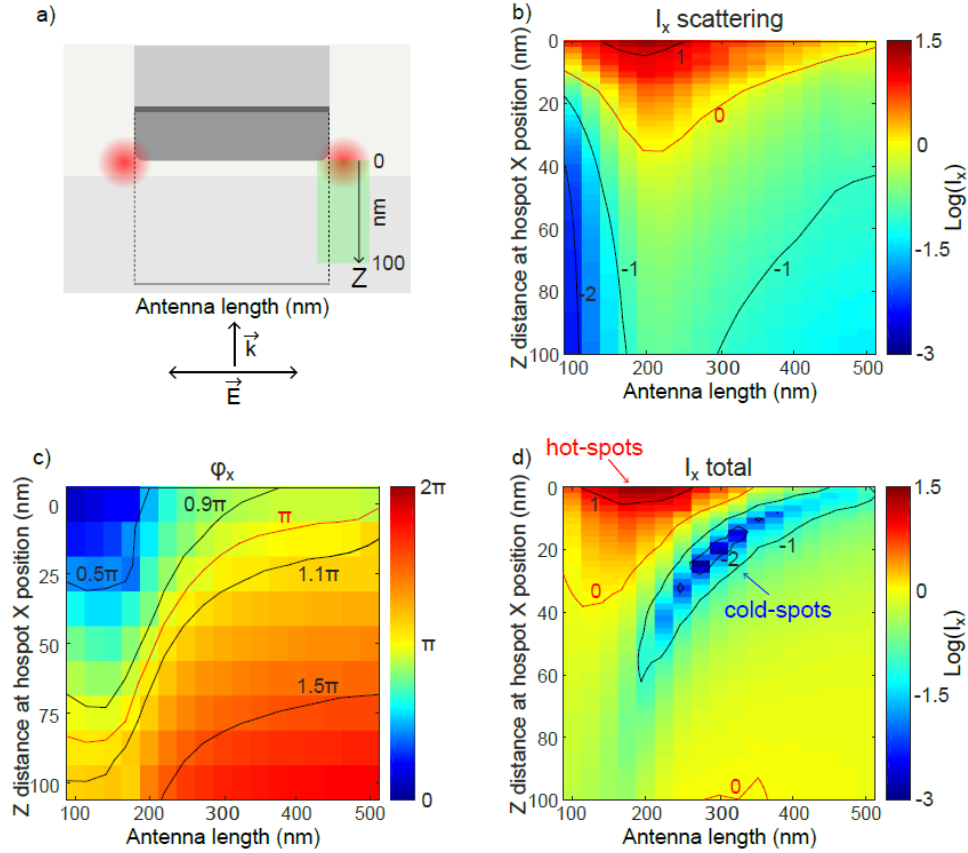 a)
0
nm
100
Z
Antenna length (nm)
k
E
b)
I_x scattering
Z distance at hospot X position (nm)
0
20
40
60
80
100
1
0
-1
-1
-2
100 200 300 400 500
Antenna length (nm)
1.5
0
-1.5
-3
Log(I_x)
c)
φ_x
Z distance at hospot X position (nm)
0
25
50
75
100
0.9π
π
0.5π
1.1π
1.5π
100 200 300 400 500
Antenna length (nm)
2π
π
0
d)
hot-spots
I_x total
Z distance at hospot X position (nm)
0
20
40
60
80
100
1
0
-2
-1
cold-spots
0
100 200 300 400 500
Antenna length (nm)
1.5
0
-1.5
-3
Log(I_x)